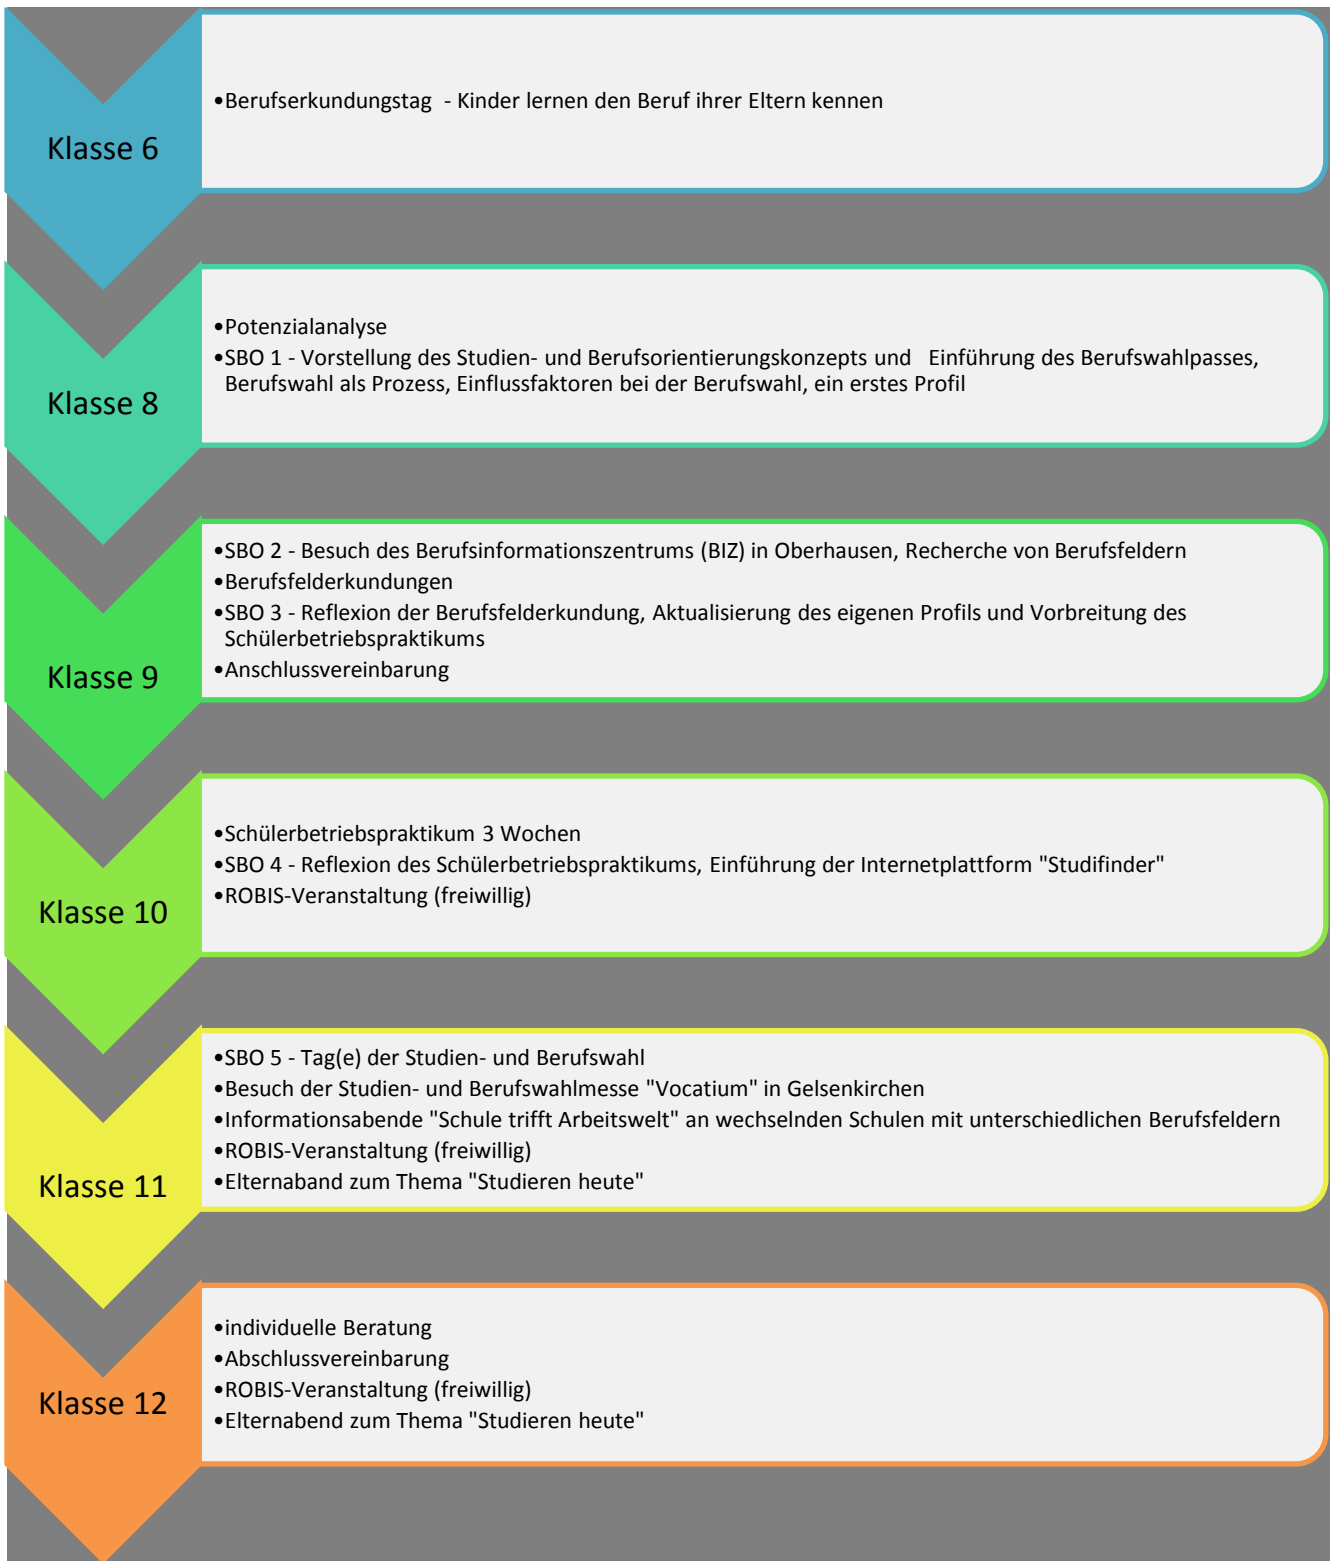 Klasse 6
•Berufserkundungstag  - Kinder lernen den Beruf ihrer Eltern kennen
Klasse 8
•Potenzialanalyse
•SBO 1 - Vorstellung des Studien- und Berufsorientierungskonzepts und   Einführung des Berufswahlpasses,
Berufswahl als Prozess, Einflussfaktoren bei der Berufswahl, ein erstes Profil
Klasse 9
•SBO 2 - Besuch des Berufsinformationszentrums (BIZ) in Oberhausen, Recherche von Berufsfeldern
•Berufsfelderkundungen
•SBO 3 - Reflexion der Berufsfelderkundung, Aktualisierung des eigenen Profils und Vorbreitung des
Schülerbetriebspraktikums
•Anschlussvereinbarung
Klasse 10
•Schülerbetriebspraktikum 3 Wochen
•SBO 4 - Reflexion des Schülerbetriebspraktikums, Einführung der Internetplattform "Studifinder"
•ROBIS-Veranstaltung (freiwillig)
Klasse 11
•SBO 5 - Tag(e) der Studien- und Berufswahl
•Besuch der Studien- und Berufswahlmesse "Vocatium" in Gelsenkirchen
•Informationsabende "Schule trifft Arbeitswelt" an wechselnden Schulen mit unterschiedlichen Berufsfeldern
•ROBIS-Veranstaltung (freiwillig)
•Elternaband zum Thema "Studieren heute"
Klasse 12
•individuelle Beratung
•Abschlussvereinbarung
•ROBIS-Veranstaltung (freiwillig)
•Elternabend zum Thema "Studieren heute"